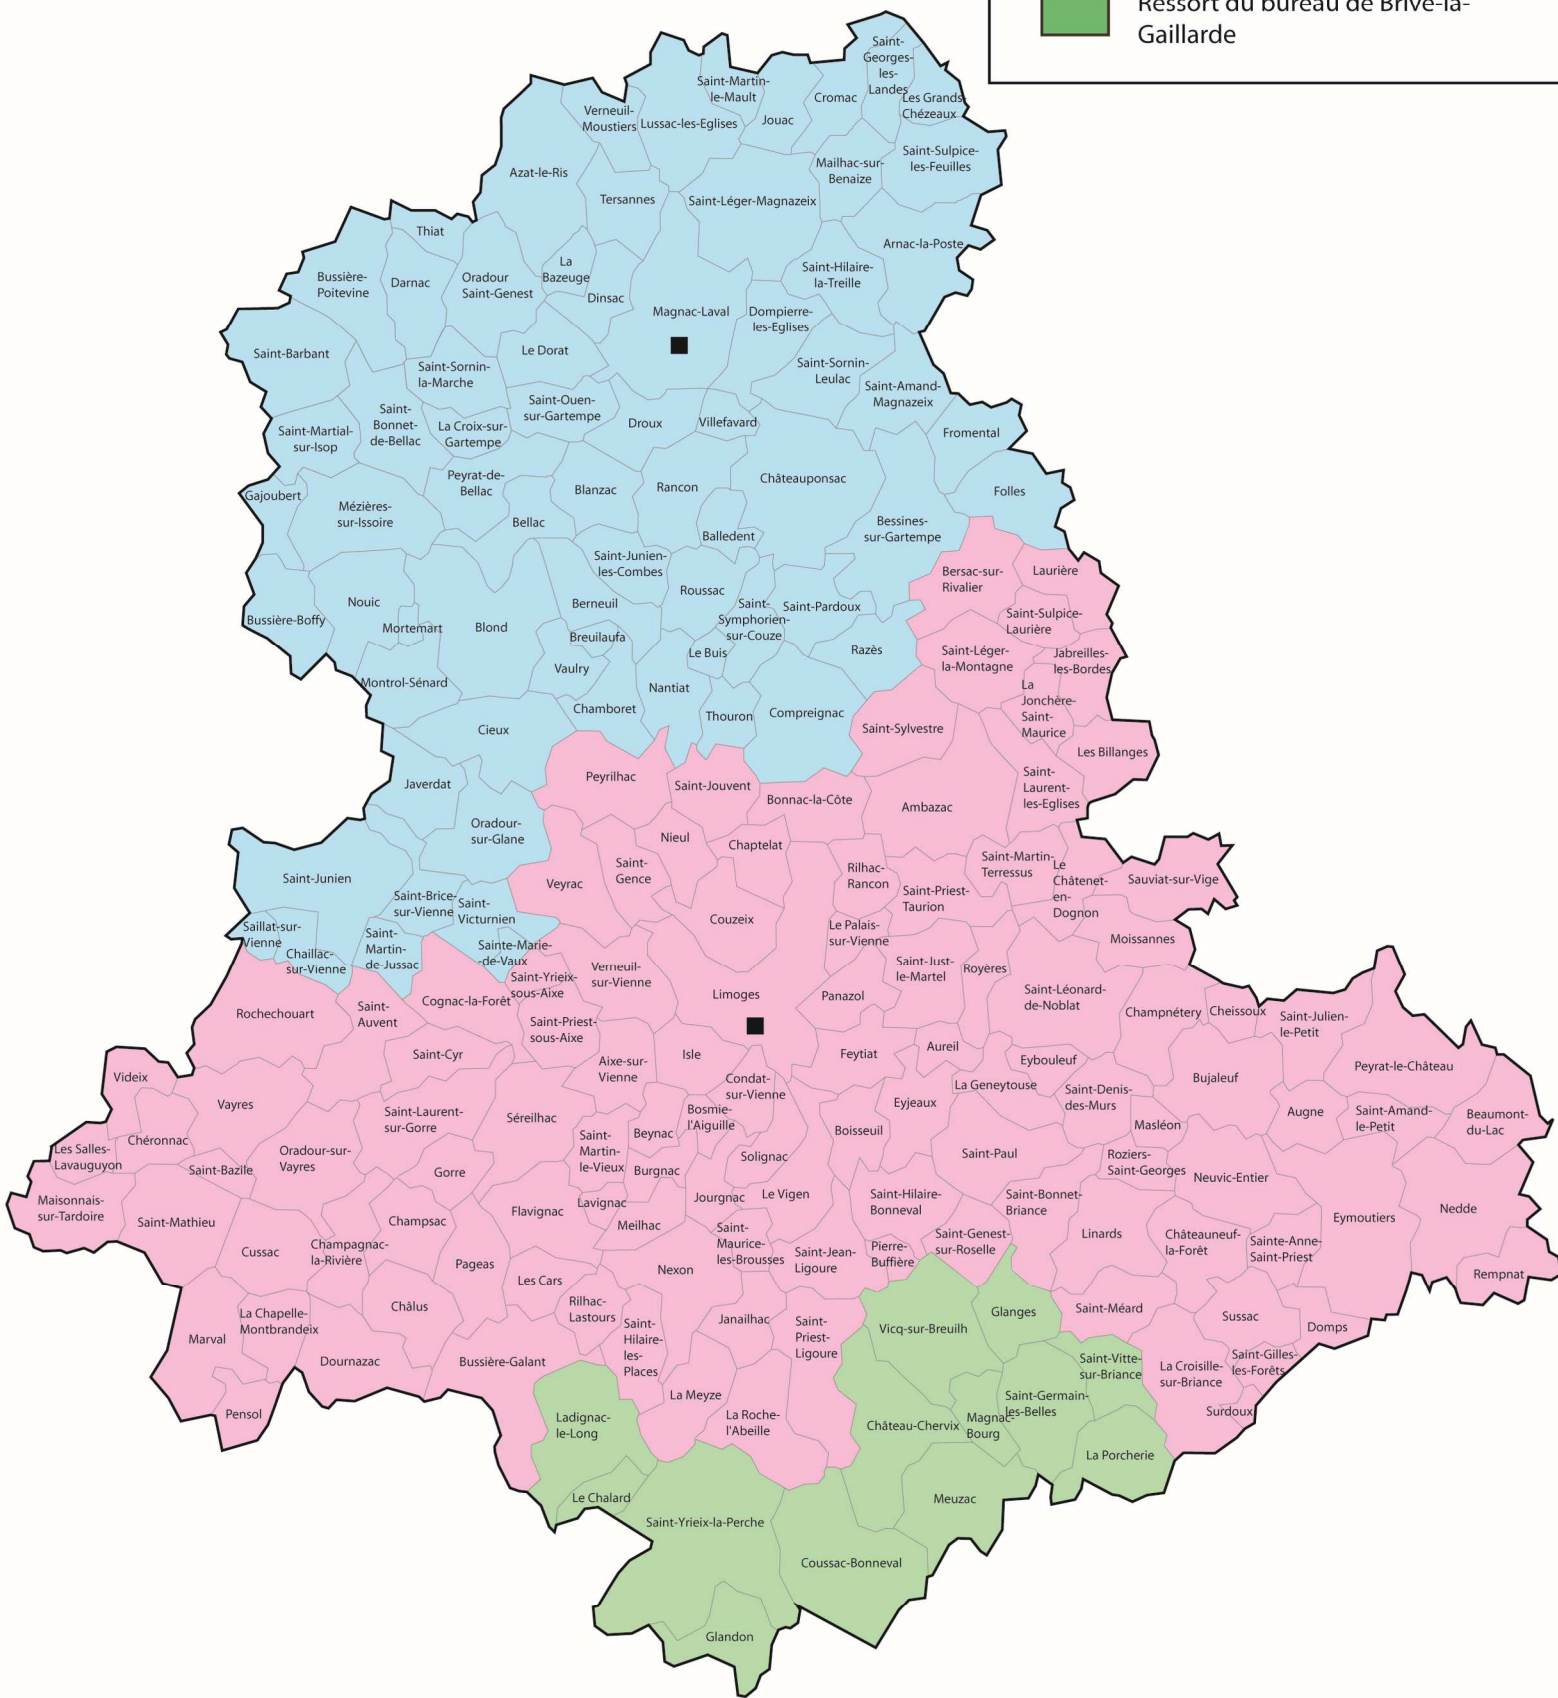 Ressort du bureau de Brive-la-
Gaillarde
Saint-
Georges-
les-
Landes
Saint-Martin-
le-Mault
Cromac
Les Grands-
Chézeaux
Verneuil-
Moustiers
Lussac-les-Eglises
Jouac
Saint-Sulpice-
les-Feuilles
Mailhac-sur-
Benaize
Azat-le-Ris
Tersannes
Saint-Léger-Magnazeix
Thiat
Arnac-la-Poste
La
Bazeuge
Saint-Hilaire-
la-Treille
Bussière-
Poitevine
Darnac
Oradour
Saint-Genest
Dinsac
Magnac-Laval
Dompierre-
les-Eglises
Saint-Barbant
Le Dorat
Saint-Sornin-
la-Marche
Saint-Sornin-
Leulac
Saint-Amand-
Magnazeix
Saint-Ouen-
sur-Gartempe
Saint-
Bonnet-
de-Bellac
La Croix-sur-
Gartempe
Droux
Villefavard
Saint-Martial-
sur-Isop
Fromental
Peyrat-de-
Bellac
Blanzac
Rancon
Châteauponsac
Folles
Gajoubert
Mézières-
sur-Issoire
Bellac
Balledent
Bessines-
sur-Gartempe
Saint-Junien-
les-Combes
Bersac-sur-
Rivalier
Laurière
Roussac
Nouic
Berneuil
Saint-
Symphorien-
sur-Couze
Saint-Pardoux
Bussière-Boffy
Mortemart
Blond
Breuilaufa
Saint-Sulpice-
Laurière
Le Buis
Razès
Saint-Léger-
la-Montagne
Jabreilles-
les-Bordes
Vaulry
Montrol-Sénard
Nantiat
La
Jonchère-
Saint-
Maurice
Chamboret
Thouron
Compreignac
Cieux
Saint-Sylvestre
Les Billanges
Javerdat
Peyrilhac
Saint-Jouvent
Bonnac-la-Côte
Ambazac
Saint-
Laurent-
les-Eglises
Oradour-
sur-Glane
Nieul
Chaptelat
Saint-Junien
Veyrac
Saint-
Gence
Rilhac-
Rancon
Saint-Martin-
Terressus
Le
Châtenet-
en-
Dognon
Sauviat-sur-Vige
Saint-Brice-
sur-Vienne
Saint-
Victurnien
Saint-Priest-
Taurion
Couzeix
Saillat-sur-
Vienne
Chaillac-
sur-Vienne
Saint-
Martin-
de-Jussac
Sainte-Marie-
-de-Vaux
Le Palais-
sur-Vienne
Moissannes
Saint-Yrieix-
sous-Aixe
Verneuil-
sur-Vienne
Saint-Just-
le-Martel
Royères
Cognac-la-Forêt
Limoges
Panazol
Saint-Léonard-
de-Noblat
Rochechouart
Saint-
Auvent
Champnétery
Cheissoux
Saint-Julien-
le-Petit
Saint-Priest-
sous-Aixe
Saint-Cyr
Isle
Feytiat
Aureil
Eybouleuf
Aixe-sur-
Vienne
Peyrat-le-Château
Videix
Bujaleuf
Condat-
sur-Vienne
La Geneytouse
Saint-Denis-
des-Murs
Vayres
Saint-Laurent-
sur-Gorre
Séreilhac
Bosmie-
l'Aiguille
Eyjeaux
Augne
Saint-Amand-
le-Petit
Beaumont-
du-Lac
Chéronnac
Beynac
Boisseuil
Masléon
Les Salles-
Lavauguyon
Saint-Bazile
Oradour-sur-
Vayres
Gorre
Saint-
Martin-
le-Vieux
Burgnac
Solignac
Saint-Paul
Roziers-
Saint-Georges
Neuvic-Entier
Maisonnais-
sur-Tardoire
Lavignac
Jourgnac
Le Vigen
Saint-Hilaire-
Bonneval
Saint-Bonnet-
Briance
Nedde
Saint-Mathieu
Champsac
Flavignac
Meilhac
Eymoutiers
Cussac
Champagnac-
la-Rivière
Saint-
Maurice-
les-Brousses
Saint-Jean-
Ligoure
Pierre-
Buffière
Saint-Genest-
sur-Roselle
Linards
Châteauneuf-
la-Forêt
Sainte-Anne-
Saint-Priest
Pageas
Nexon
Rempnat
Les Cars
Châlus
Rilhac-
Lastours
La Chapelle-
Montbrandeix
Janailhac
Glanges
Saint-Méard
Sussac
Marval
Saint-
Hilaire-
les-
Places
Saint-
Priest-
Ligoure
Vicq-sur-Breuilh
Domps
Dournazac
Bussière-Galant
Saint-Vitte-
sur-Briance
La Croisille-
sur-Briance
Saint-Gilles-
les-Forêts
La Meyze
Saint-Germain-
les-Belles
Pensol
Ladignac-
le-Long
La Roche-
l'Abeille
Château-Chervix
Magnac-
Bourg
Surdoux
La Porcherie
Le Chalard
Meuzac
Saint-Yrieix-la-Perche
Coussac-Bonneval
Glandon